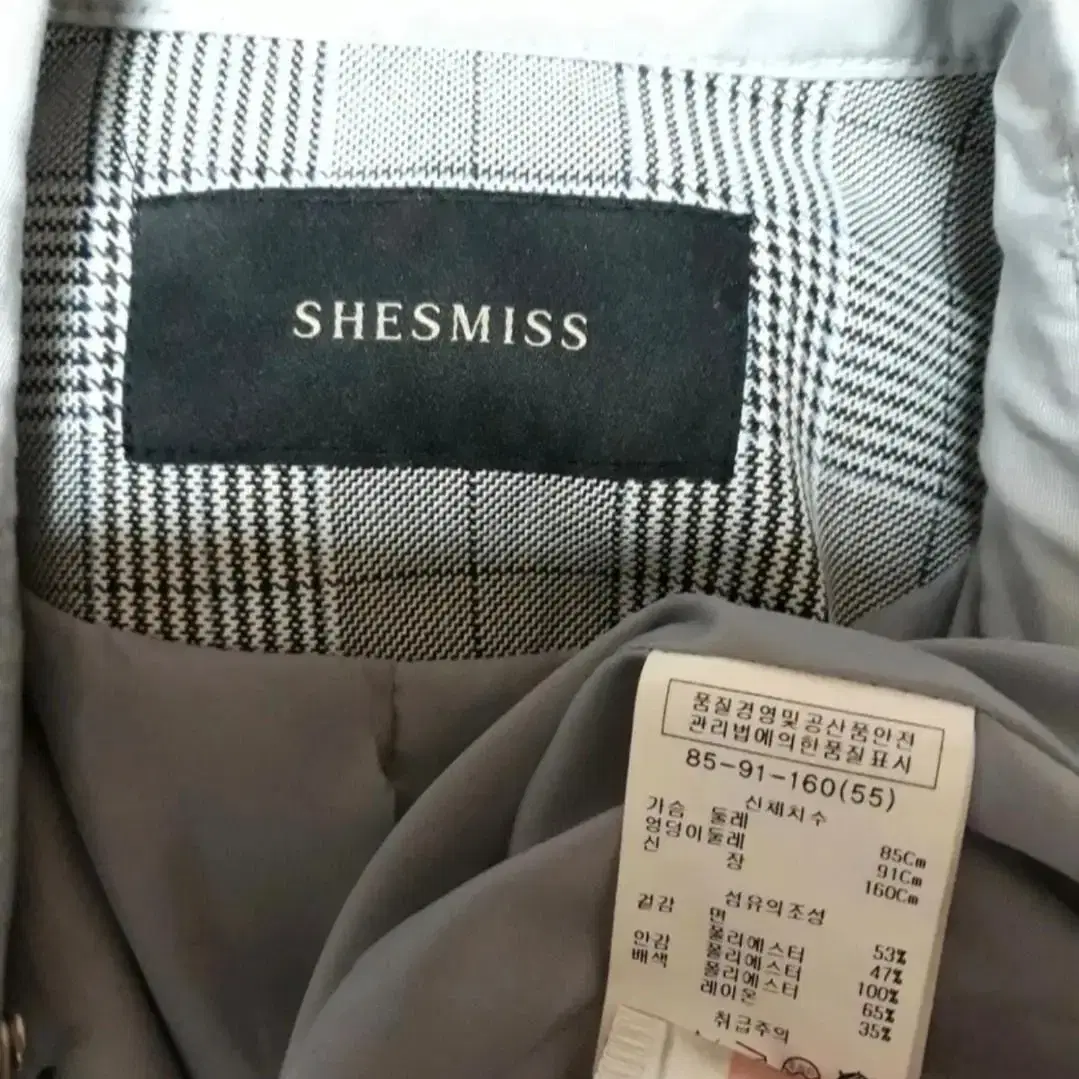 SHESMISS
품질경영및공산품안전
관리법에의한품질표시
85-91-160(55)
신체치수
가슴 둘레 85Cm
엉덩이둘레 91Cm
신 장 160Cm
섬유의조성
겉감 면 53%
폴리에스터 47%
안감 폴리에스터 100%
배색 폴리에스터 65%
레이온 35%
취급주의